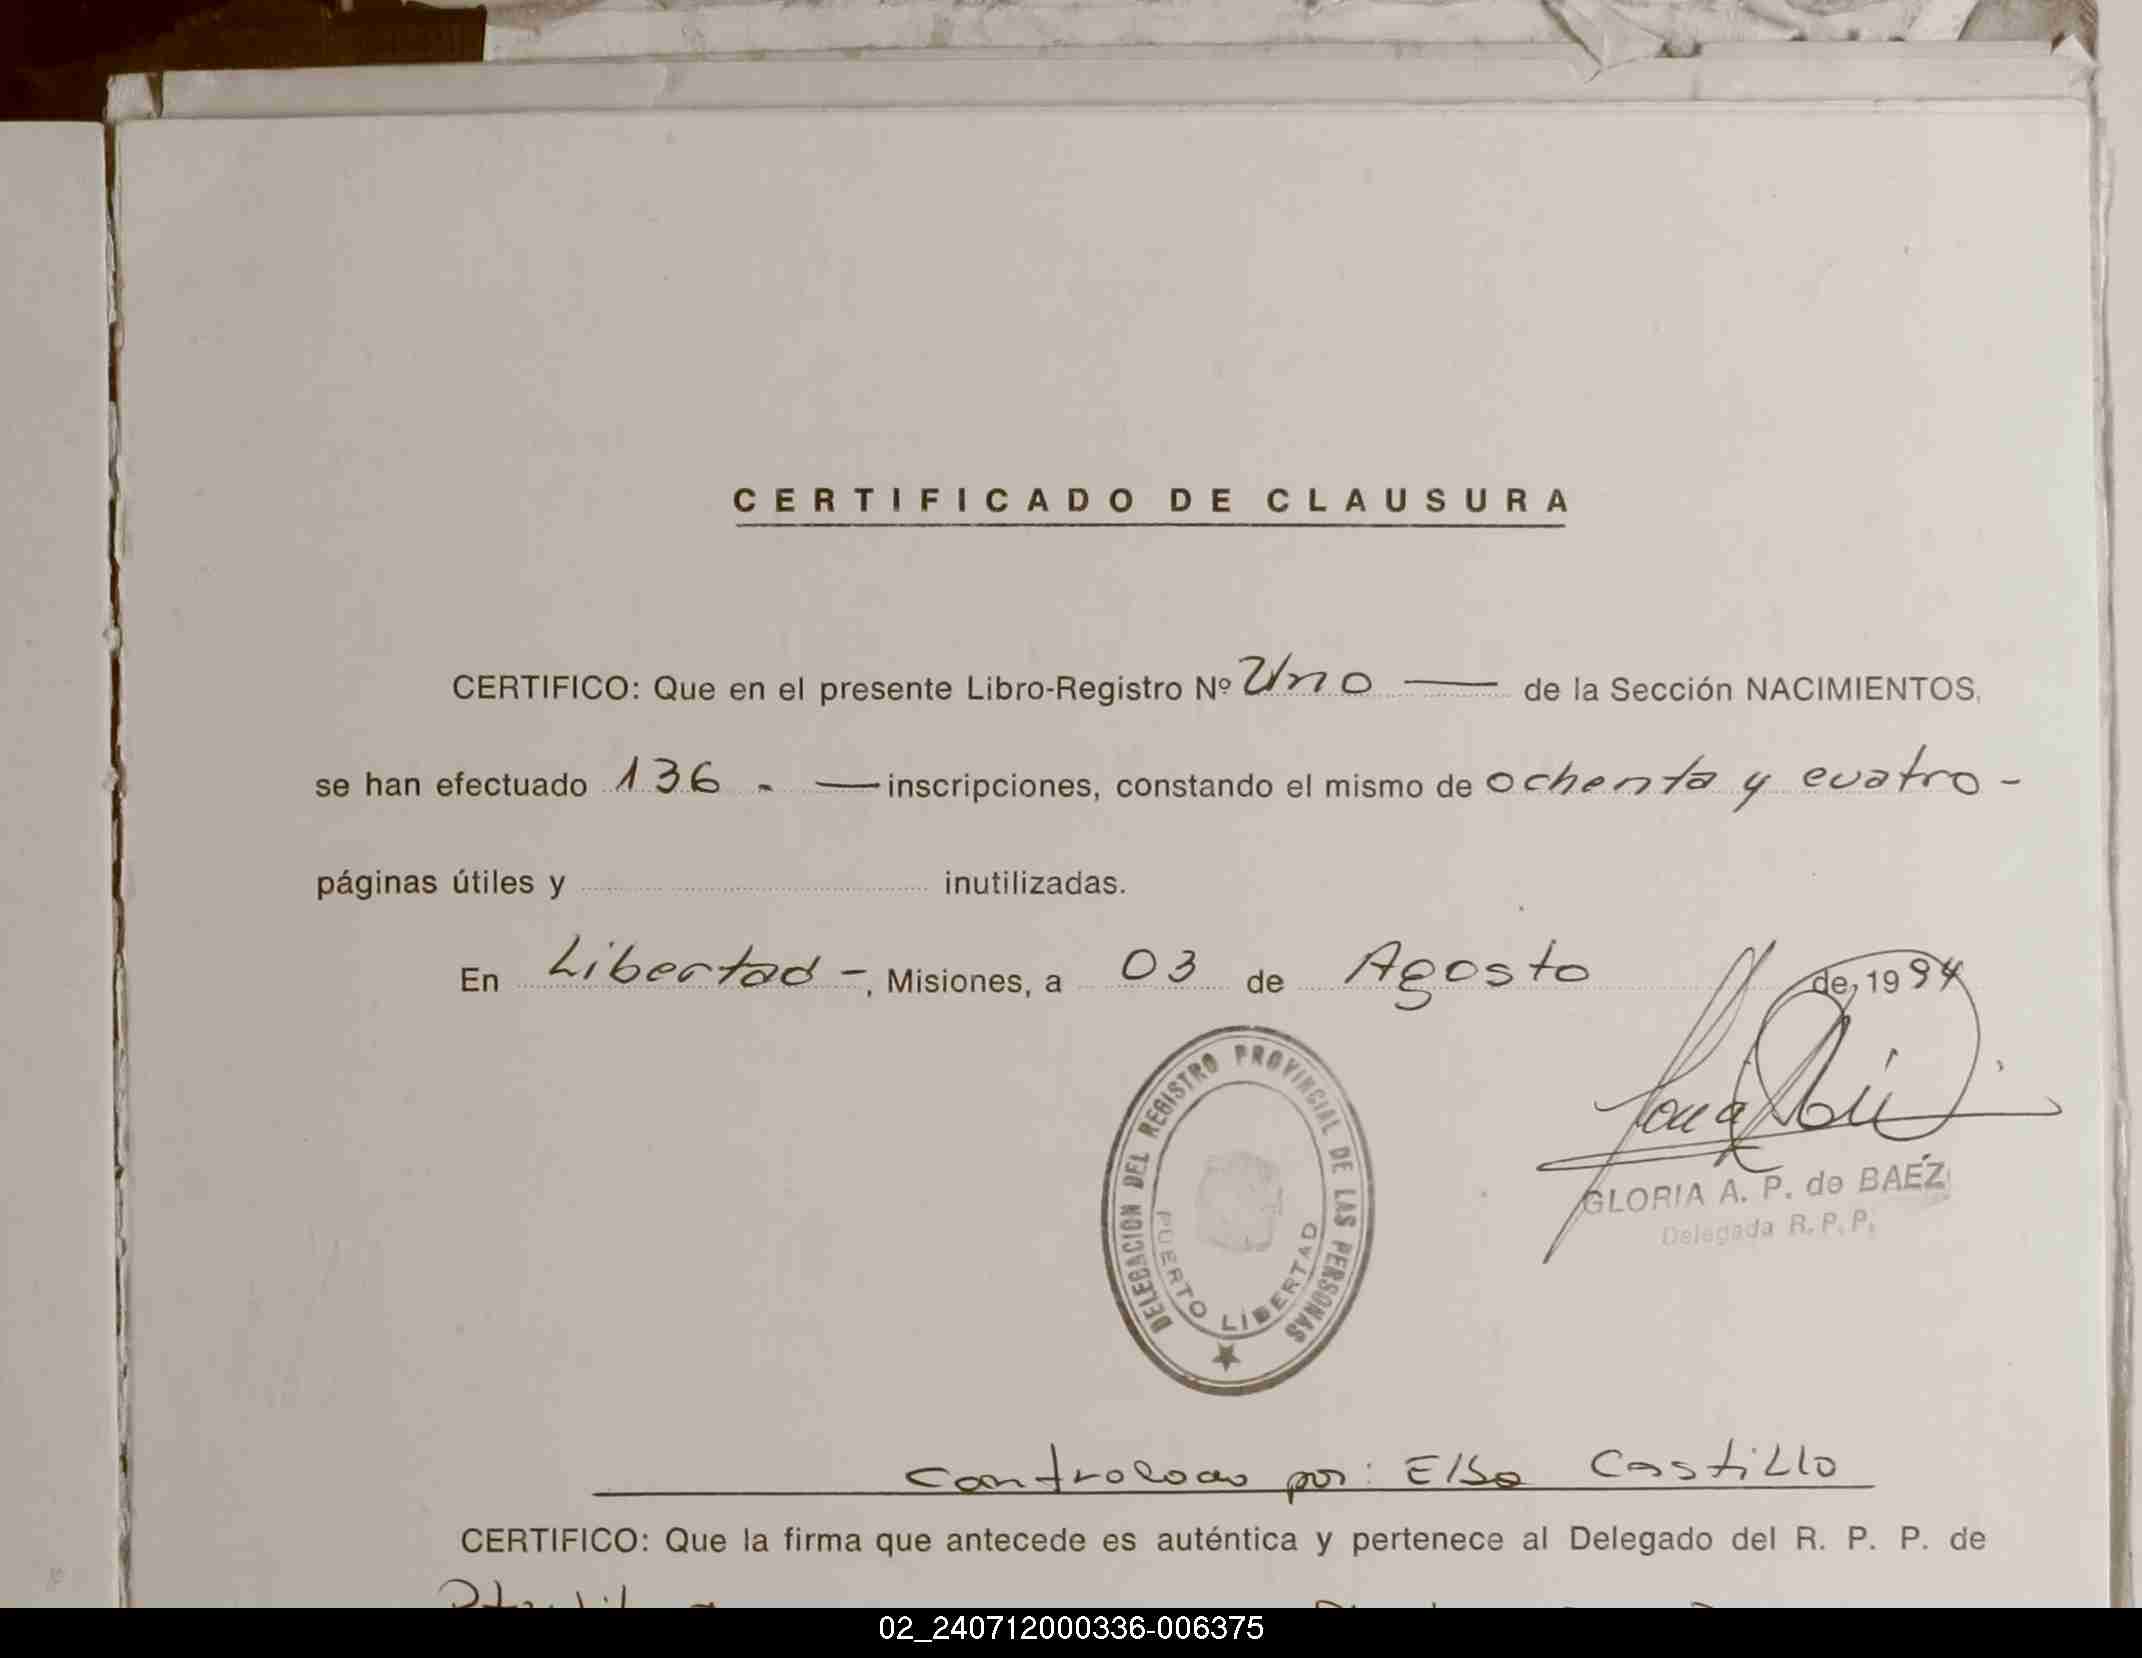 CERTIFICADO DE CLAUSURA
CERTIFICO: Que en el presente Libro-Registro Nº Uno — de la Sección NACIMIENTOS,
se han efectuado 136 . — inscripciones, constando el mismo de ochenta y cuatro -
páginas útiles y inutilizadas.
En Libertad -, Misiones, a 03 de Agosto de 1994
DELEGACION DEL REGISTRO PROVINCIAL DE LAS PERSONAS
PUERTO LIBERTAD
GLORIA A. P. de BAEZ
Delegada R. P. P.
Controlado por: Elsa Castillo
CERTIFICO: Que la firma que antecede es auténtica y pertenece al Delegado del R. P. P. de
02_240712000336-006375